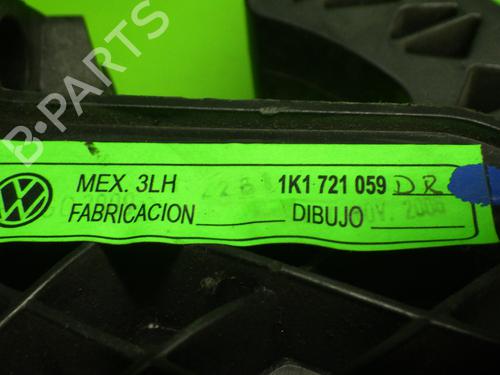 B-PARTS
MEX. 3LH 1K1 721 059 DR
FABRICACION DIBUJO